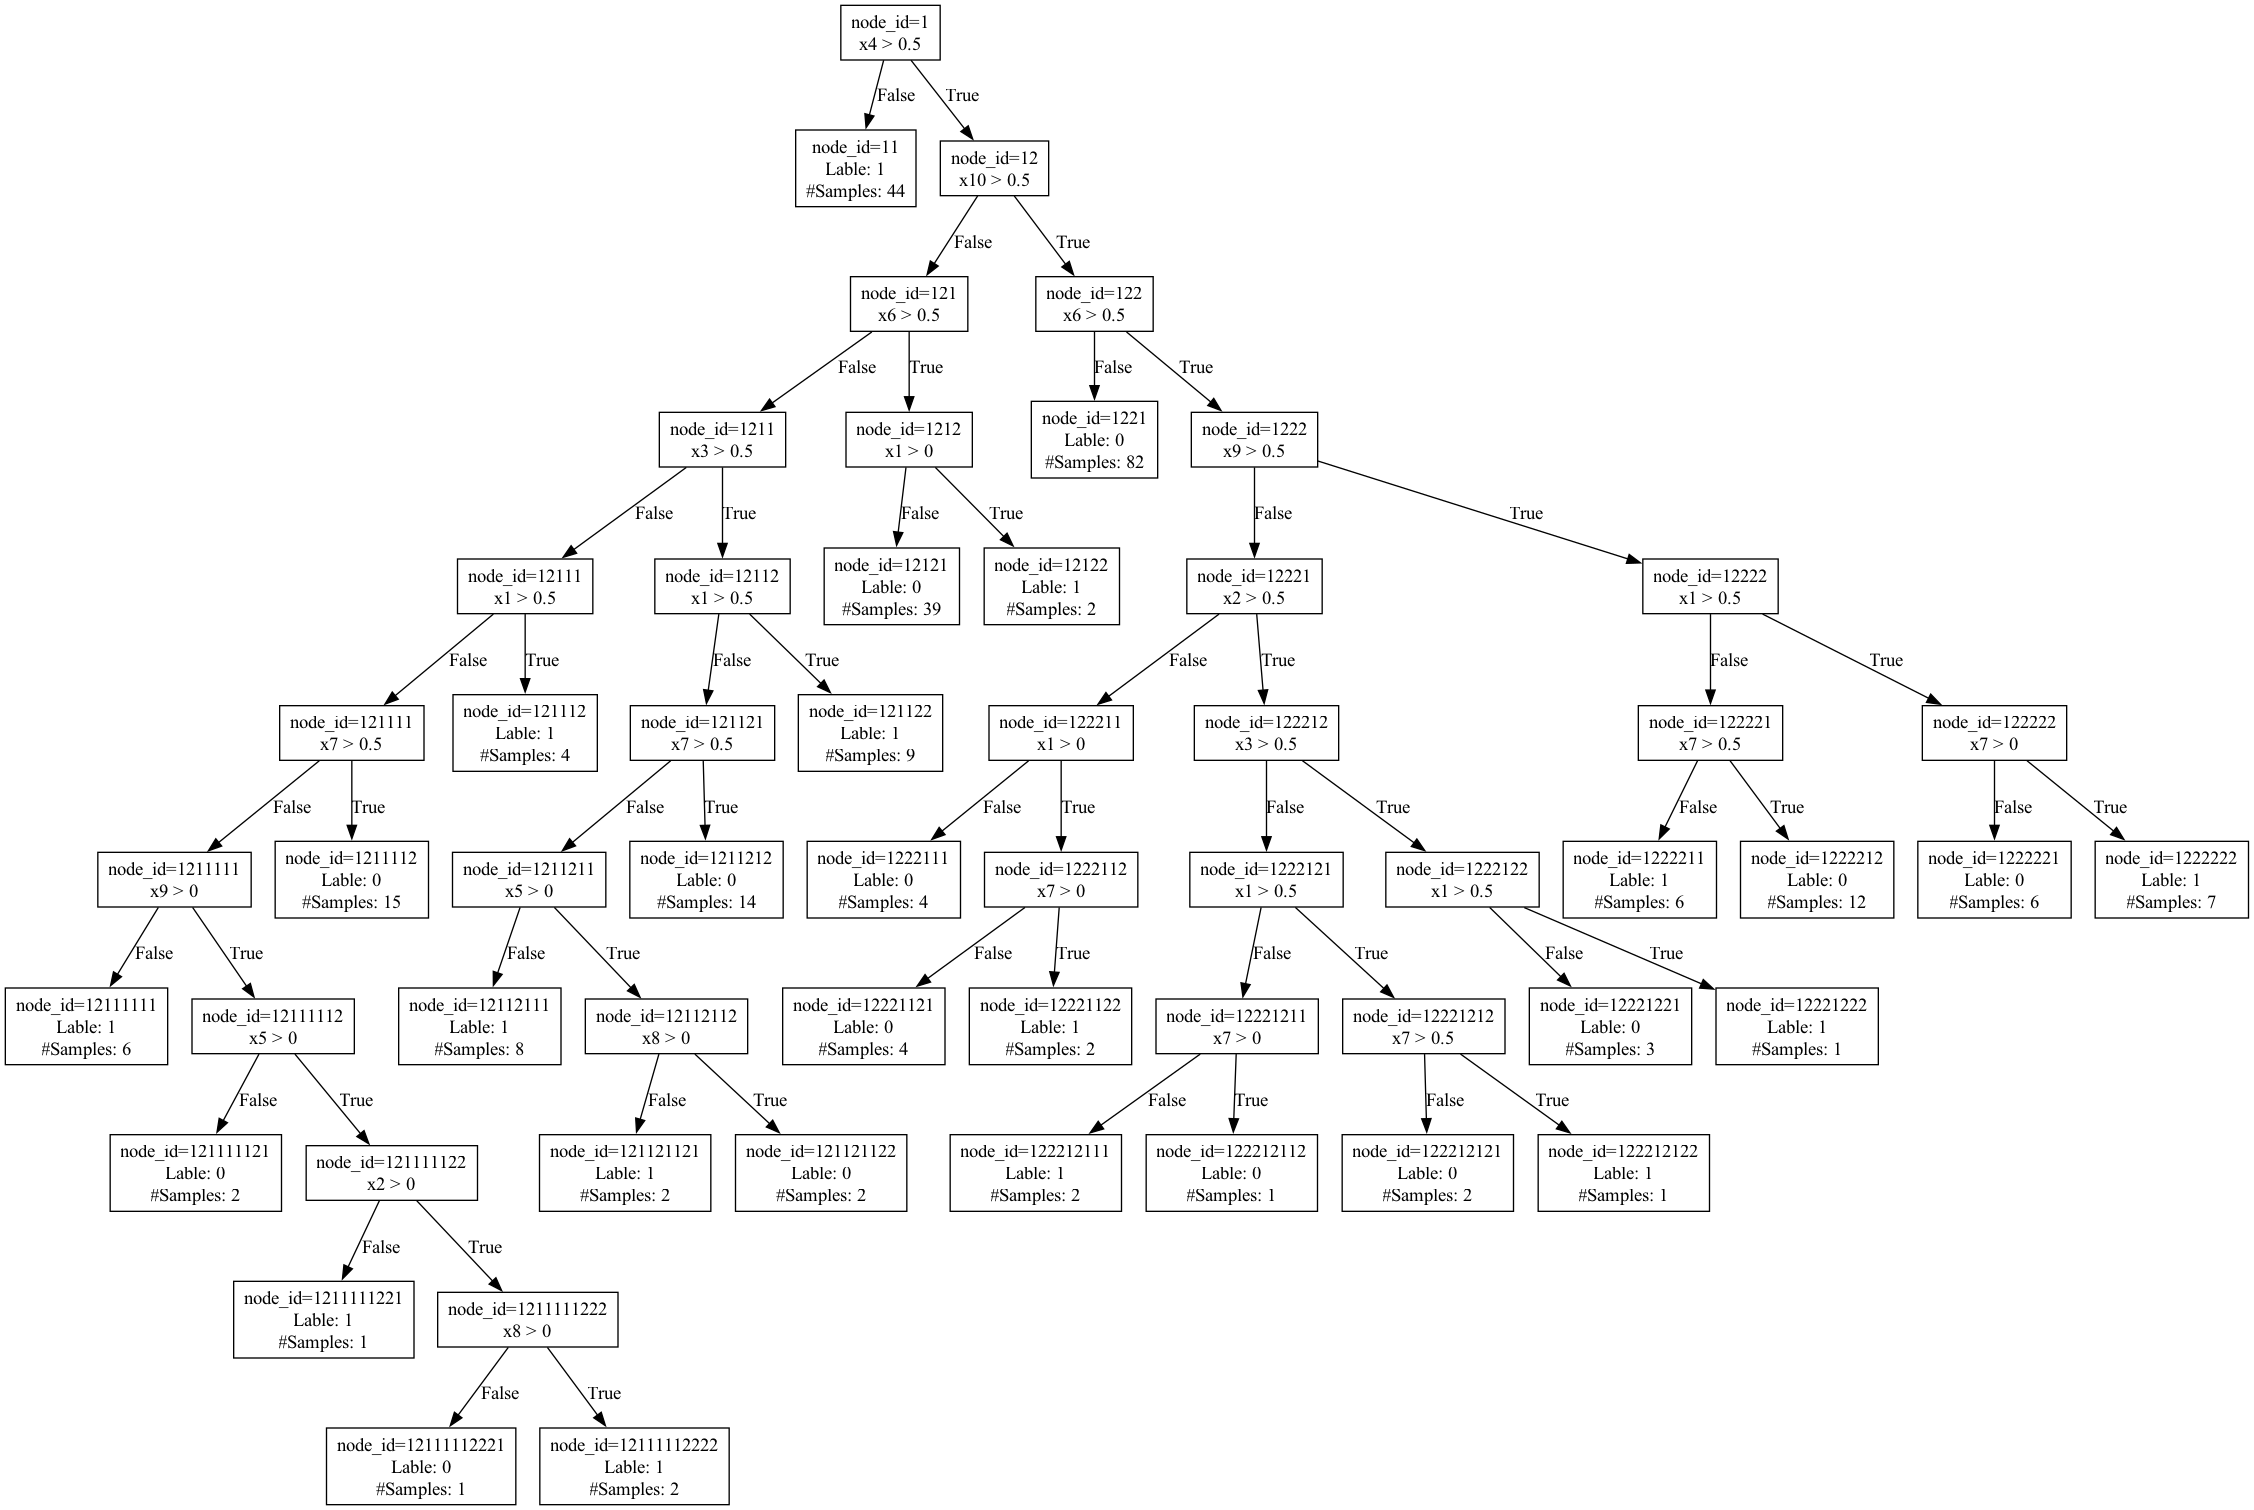 node_id=1
x4 > 0.5
False
True
node_id=11
Lable: 1
#Samples: 44
node_id=12
x10 > 0.5
False
True
node_id=121
x6 > 0.5
node_id=122
x6 > 0.5
False
True
False
True
node_id=1211
x3 > 0.5
node_id=1212
x1 > 0
node_id=1221
Lable: 0
#Samples: 82
node_id=1222
x9 > 0.5
False
True
False
True
False
True
node_id=12111
x1 > 0.5
node_id=12112
x1 > 0.5
node_id=12121
Lable: 0
#Samples: 39
node_id=12122
Lable: 1
#Samples: 2
node_id=12221
x2 > 0.5
node_id=12222
x1 > 0.5
False
True
False
True
False
True
False
True
node_id=121111
x7 > 0.5
node_id=121112
Lable: 1
#Samples: 4
node_id=121121
x7 > 0.5
node_id=121122
Lable: 1
#Samples: 9
node_id=122211
x1 > 0
node_id=122212
x3 > 0.5
node_id=122221
x7 > 0.5
node_id=122222
x7 > 0
False
True
False
True
False
True
False
True
False
True
False
True
node_id=1211111
x9 > 0
node_id=1211112
Lable: 0
#Samples: 15
node_id=1211211
x5 > 0
node_id=1211212
Lable: 0
#Samples: 14
node_id=1222111
Lable: 0
#Samples: 4
node_id=1222112
x7 > 0
node_id=1222121
x1 > 0.5
node_id=1222122
x1 > 0.5
node_id=1222211
Lable: 1
#Samples: 6
node_id=1222212
Lable: 0
#Samples: 12
node_id=1222221
Lable: 0
#Samples: 6
node_id=1222222
Lable: 1
#Samples: 7
False
True
False
True
False
True
False
True
False
True
node_id=12111111
Lable: 1
#Samples: 6
node_id=12111112
x5 > 0
node_id=12112111
Lable: 1
#Samples: 8
node_id=12112112
x8 > 0
node_id=12221121
Lable: 0
#Samples: 4
node_id=12221122
Lable: 1
#Samples: 2
node_id=12221211
x7 > 0
node_id=12221212
x7 > 0.5
node_id=12221221
Lable: 0
#Samples: 3
node_id=12221222
Lable: 1
#Samples: 1
False
True
False
True
False
True
False
True
node_id=121111121
Lable: 0
#Samples: 2
node_id=121111122
x2 > 0
node_id=121121121
Lable: 1
#Samples: 2
node_id=121121122
Lable: 0
#Samples: 2
node_id=122212111
Lable: 1
#Samples: 2
node_id=122212112
Lable: 0
#Samples: 1
node_id=122212121
Lable: 0
#Samples: 2
node_id=122212122
Lable: 1
#Samples: 1
False
True
node_id=1211111221
Lable: 1
#Samples: 1
node_id=1211111222
x8 > 0
False
True
node_id=12111112221
Lable: 0
#Samples: 1
node_id=12111112222
Lable: 1
#Samples: 2